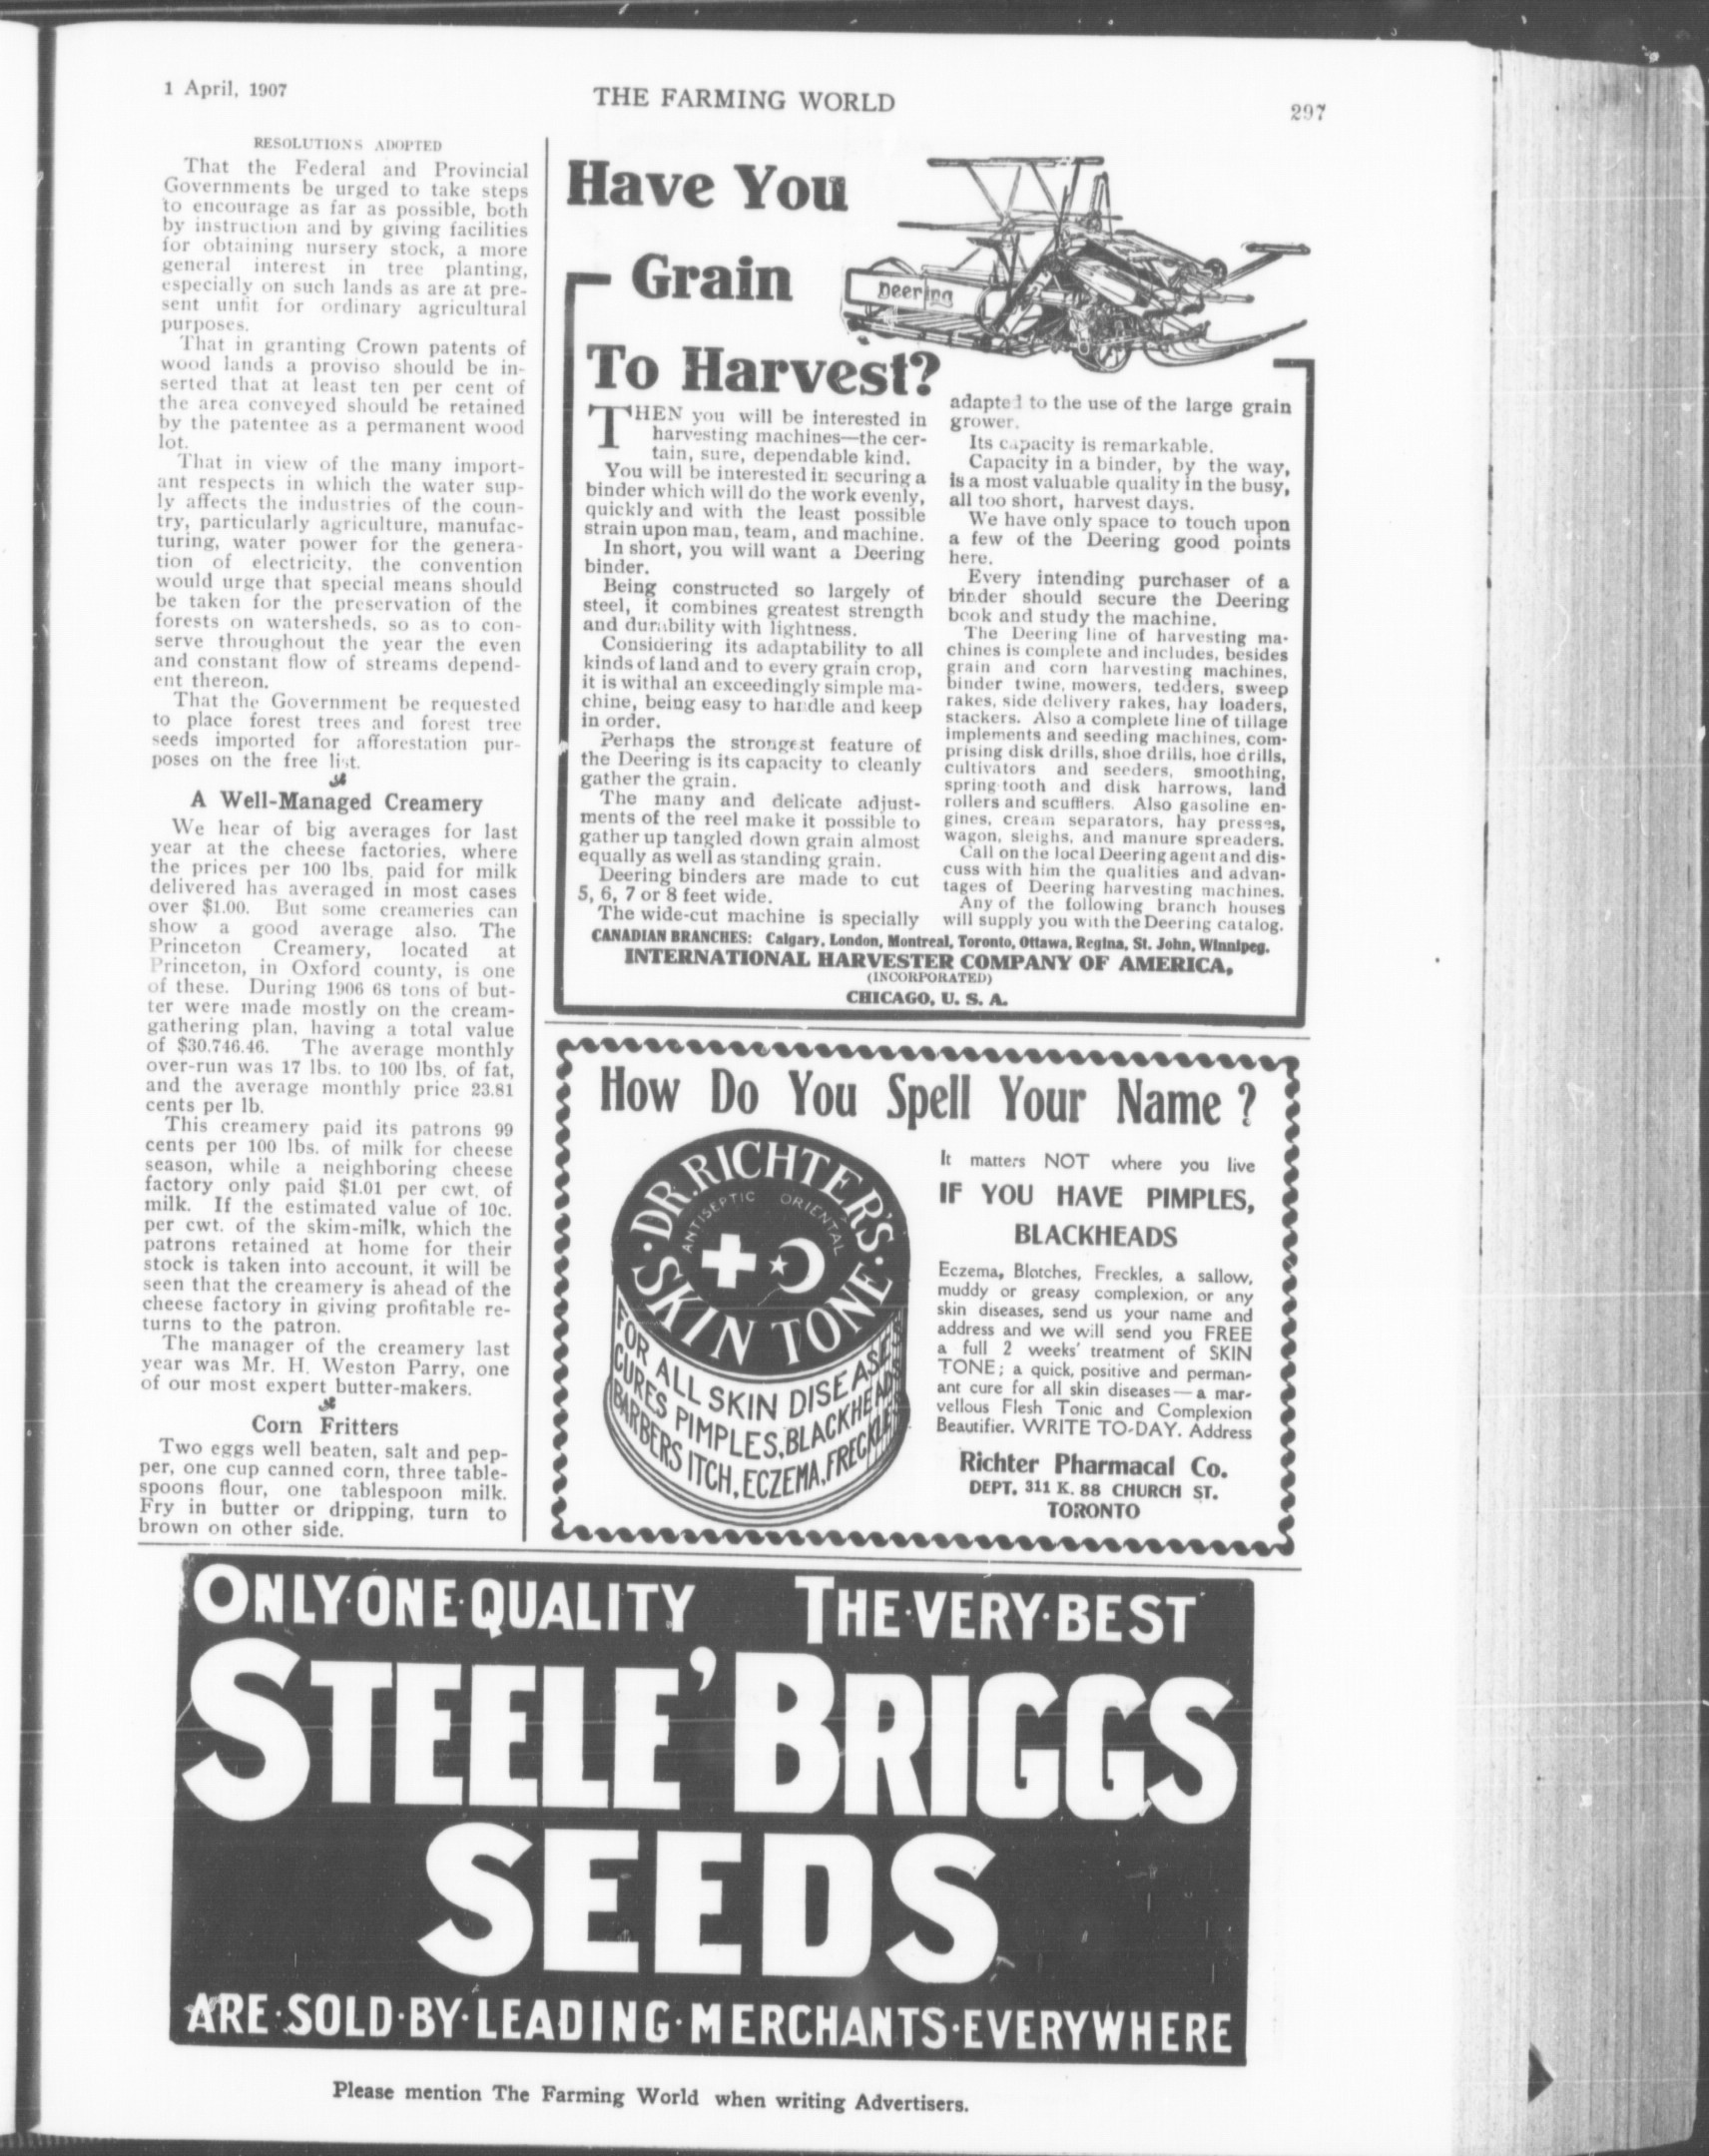 1 April, 1907
THE FARMING WORLD
297
RESOLUTIONS ADOPTED
That the Federal and Provincial
Governments be urged to take steps
to encourage as far as possible, both
by instruction and by giving facilities
for obtaining nursery stock, a more
general interest in tree planting,
especially on such lands as are at pre-
sent unfit for ordinary agricultural
purposes.
That in granting Crown patents of
wood lands a proviso should be in-
serted that at least ten per cent of
the area conveyed should be retained
by the patentee as a permanent wood
lot.
That in view of the many import-
ant respects in which the water sup-
ly affects the industries of the coun-
try, particularly agriculture, manufac-
turing, water power for the genera-
tion of electricity, the convention
would urge that special means should
be taken for the preservation of the
forests on watersheds, so as to con-
serve throughout the year the even
and constant flow of streams depend-
ent thereon.
That the Government be requested
to place forest trees and forest tree
seeds imported for afforestation pur-
poses on the free list.
A Well-Managed Creamery
We hear of big averages for last
year at the cheese factories, where
the prices per 100 lbs. paid for milk
delivered has averaged in most cases
over $1.00. But some creameries can
show a good average also. The
Princeton Creamery, located at
Princeton, in Oxford county, is one
of these. During 1906 68 tons of but-
ter were made mostly on the cream-
gathering plan, having a total value
of $30.746.46. The average monthly
over-run was 17 lbs. to 100 lbs. of fat,
and the average monthly price 23.81
cents per lb.
This creamery paid its patrons 99
cents per 100 lbs. of milk for cheese
season, while a neighboring cheese
factory only paid $1.01 per cwt. of
milk. If the estimated value of 10c.
per cwt. of the skim-milk, which the
patrons retained at home for their
stock is taken into account, it will be
seen that the creamery is ahead of the
cheese factory in giving profitable re-
turns to the patron.
The manager of the creamery last
year was Mr. H. Weston Parry, one
of our most expert butter-makers.
Corn Fritters
Two eggs well beaten, salt and pep-
per, one cup canned corn, three table-
spoons flour, one tablespoon milk.
Fry in butter or dripping, turn to
brown on other side.
Have You
Grain
To Harvest?
Deering
THEN you will be interested in
harvesting machines—the cer-
tain, sure, dependable kind.
You will be interested in securing a
binder which will do the work evenly,
quickly and with the least possible
strain upon man, team, and machine.
In short, you will want a Deering
binder.
Being constructed so largely of
steel, it combines greatest strength
and durability with lightness.
Considering its adaptability to all
kinds of land and to every grain crop,
it is withal an exceedingly simple ma-
chine, being easy to handle and keep
in order.
Perhaps the strongest feature of
the Deering is its capacity to cleanly
gather the grain.
The many and delicate adjust-
ments of the reel make it possible to
gather up tangled down grain almost
equally as well as standing grain.
Deering binders are made to cut
5, 6, 7 or 8 feet wide.
The wide-cut machine is specially
adapted to the use of the large grain
grower.
Its capacity is remarkable.
Capacity in a binder, by the way,
is a most valuable quality in the busy,
all too short, harvest days.
We have only space to touch upon
a few of the Deering good points
here.
Every intending purchaser of a
binder should secure the Deering
book and study the machine.
The Deering line of harvesting ma-
chines is complete and includes, besides
grain and corn harvesting machines,
binder twine, mowers, tedders, sweep
rakes, side delivery rakes, hay loaders,
stackers. Also a complete line of tillage
implements and seeding machines, com-
prising disk drills, shoe drills, hoe drills,
cultivators and seeders, smoothing,
spring-tooth and disk harrows, land
rollers and scufflers. Also gasoline en-
gines, cream separators, hay presses,
wagon, sleighs, and manure spreaders.
Call on the local Deering agent and dis-
cuss with him the qualities and advan-
tages of Deering harvesting machines.
Any of the following branch houses
will supply you with the Deering catalog.
CANADIAN BRANCHES: Calgary, London, Montreal, Toronto, Ottawa, Regina, St. John, Winnipeg.
INTERNATIONAL HARVESTER COMPANY OF AMERICA,
(INCORPORATED)
CHICAGO, U. S. A.
How Do You Spell Your Name?
DR. RICHTER'S
ANTISEPTIC ORIENTAL
SKIN TONE
FOR ALL SKIN DISEASES
CURES PIMPLES, BLACKHEADS
BARBERS ITCH, ECZEMA, FRECKLES
It matters NOT where you live
IF YOU HAVE PIMPLES,
BLACKHEADS
Eczema, Blotches, Freckles, a sallow,
muddy or greasy complexion, or any
skin diseases, send us your name and
address and we will send you FREE
a full 2 weeks' treatment of SKIN
TONE; a quick, positive and perman-
ant cure for all skin diseases—a mar-
vellous Flesh Tonic and Complexion
Beautifier. WRITE TO-DAY. Address
Richter Pharmacal Co.
DEPT. 311 K. 88 CHURCH ST.
TORONTO
ONLY·ONE·QUALITY THE·VERY·BEST
STEELE' BRIGGS
SEEDS
ARE·SOLD·BY·LEADING·MERCHANTS·EVERYWHERE
Please mention The Farming World when writing Advertisers.